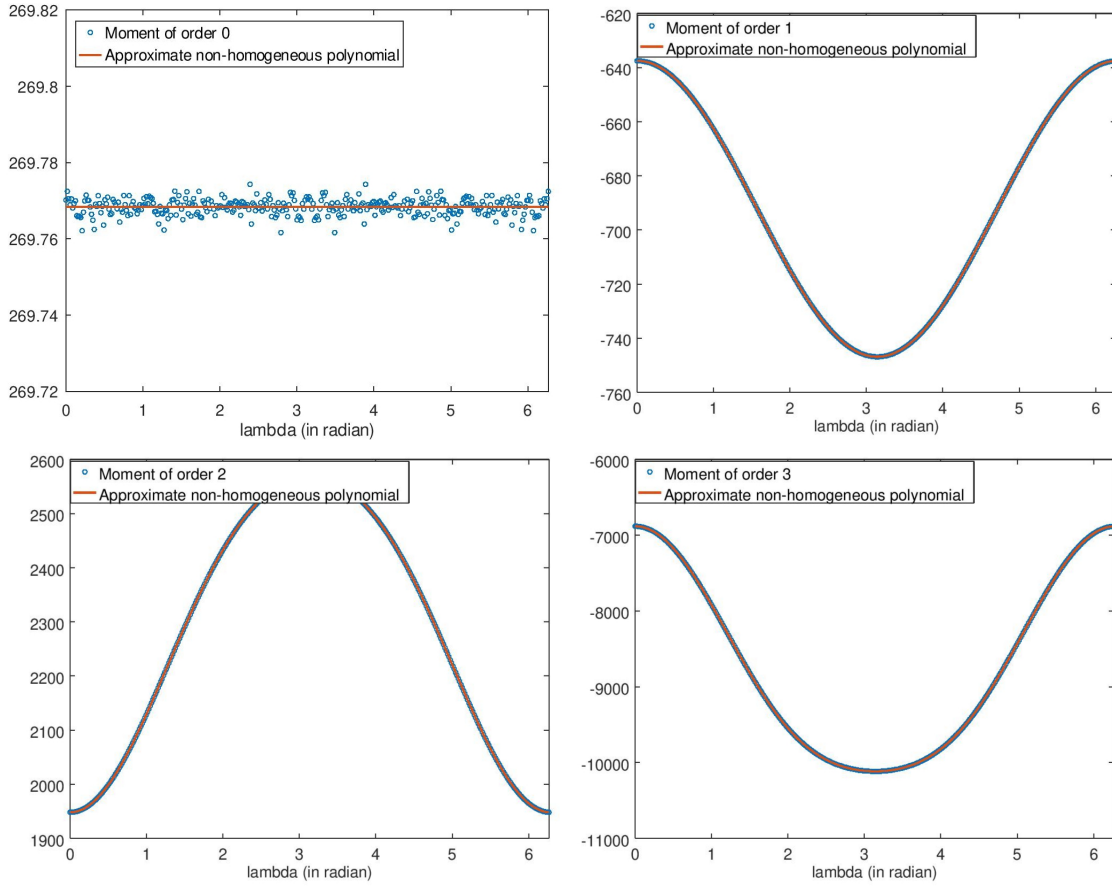 269.82
269.8
269.78
269.76
269.74
269.72
Moment of order 0
Approximate non-homogeneous polynomial
0 1 2 3 4 5 6
lambda (in radian)
-620
-640
-660
-680
-700
-720
-740
-760
Moment of order 1
Approximate non-homogeneous polynomial
0 1 2 3 4 5 6
lambda (in radian)
2600
2500
2400
2300
2200
2100
2000
1900
Moment of order 2
Approximate non-homogeneous polynomial
0 1 2 3 4 5 6
lambda (in radian)
-6000
-7000
-8000
-9000
-10000
-11000
Moment of order 3
Approximate non-homogeneous polynomial
0 1 2 3 4 5 6
lambda (in radian)